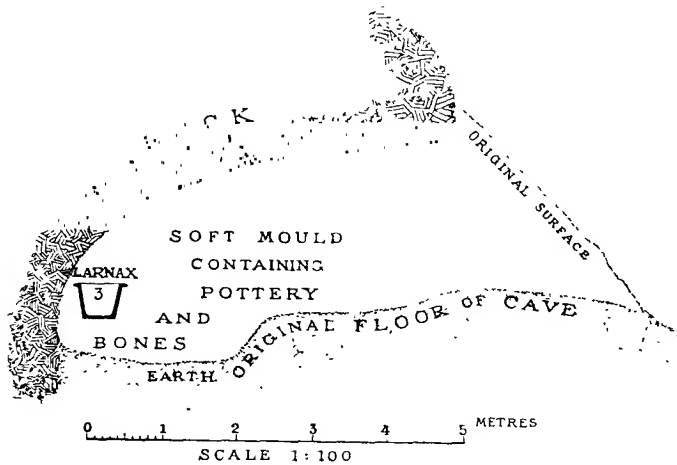 ORIGINAL SURFACE
SOFT MOULD
CONTAINING
POTTERY
AND
BONES
LARNAX
3
ORIGINAL FLOOR OF CAVE
EARTH
0 1 2 3 4 5 METRES
SCALE 1:100